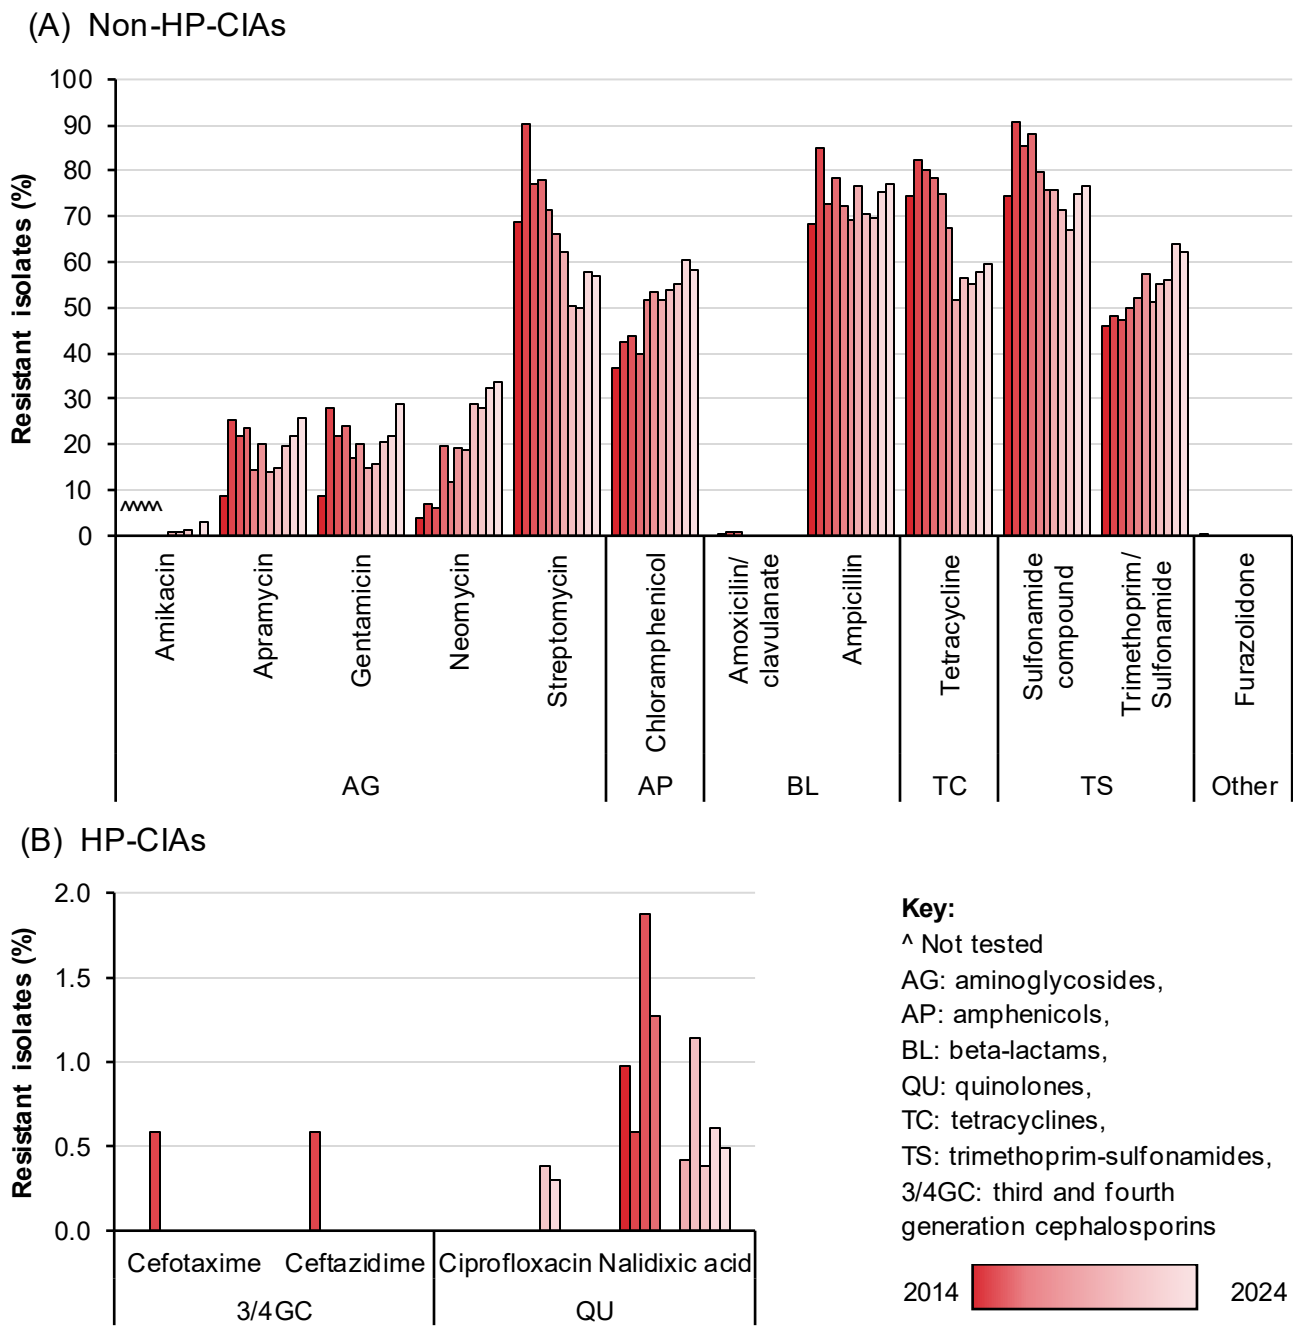 (A) Non-HP-CIAs
Resistant isolates (%)
100
90
80
70
60
50
40
30
20
10
0
^^^^^
Amikacin
Apramycin
Gentamicin
Neomycin
Streptomycin
Chloramphenicol
Amoxicilin/
clavulanate
Ampicillin
Tetracycline
Sulfonamide
compound
Trimethoprim/
Sulfonamide
Furazolidone
AG
AP
BL
TC
TS
Other
(B) HP-CIAs
Resistant isolates (%)
2.0
1.5
1.0
0.5
0.0
Cefotaxime
Ceftazidime
Ciprofloxacin
Nalidixic acid
3/4GC
QU
Key:
^ Not tested
AG: aminoglycosides,
AP: amphenicols,
BL: beta-lactams,
QU: quinolones,
TC: tetracyclines,
TS: trimethoprim-sulfonamides,
3/4GC: third and fourth
generation cephalosporins
2014
2024